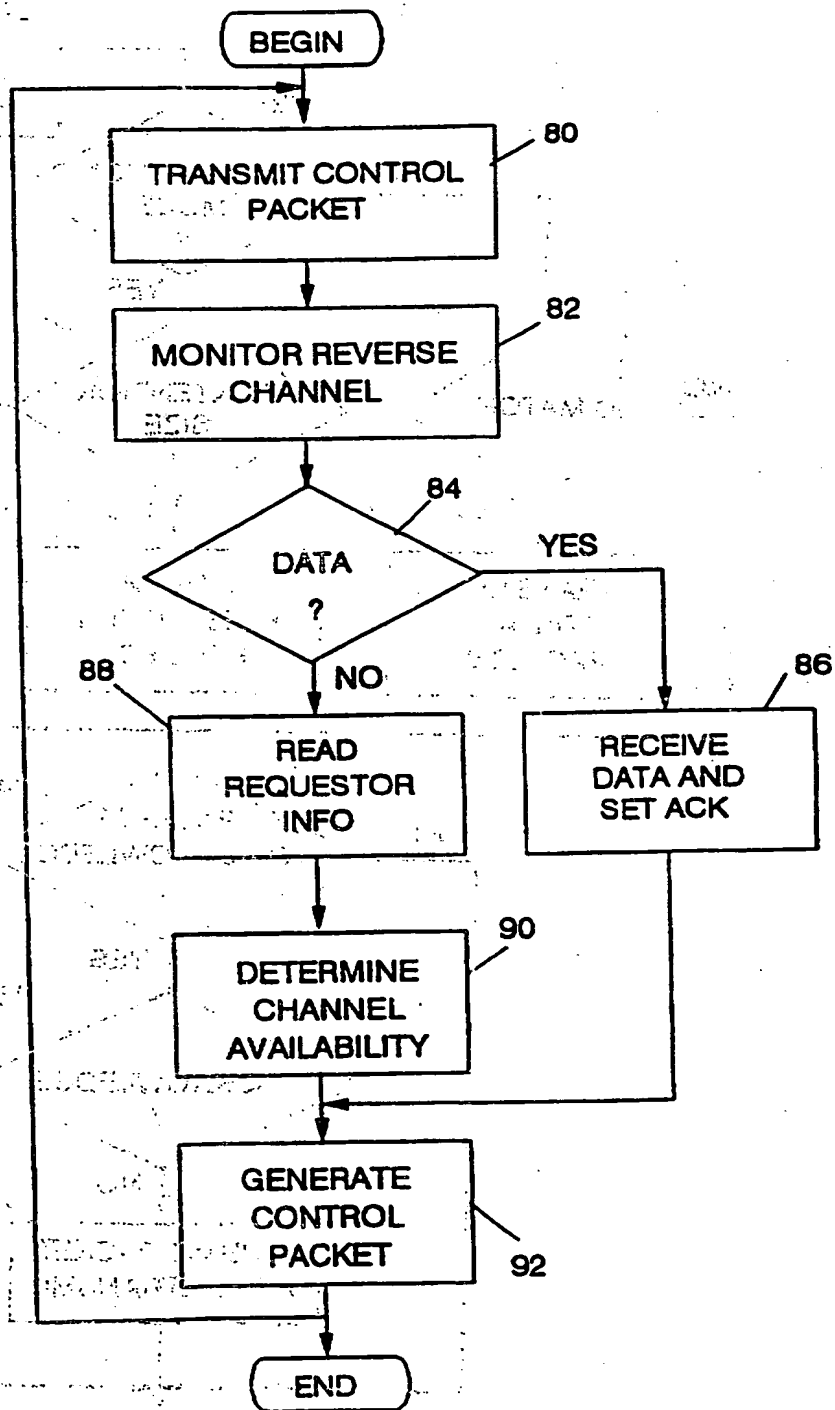 BEGIN
80
TRANSMIT CONTROL
PACKET
82
MONITOR REVERSE
CHANNEL
84
DATA
?
YES
NO
88
READ
REQUESTOR
INFO
86
RECEIVE
DATA AND
SET ACK
90
DETERMINE
CHANNEL
AVAILABILITY
GENERATE
CONTROL
PACKET
92
END